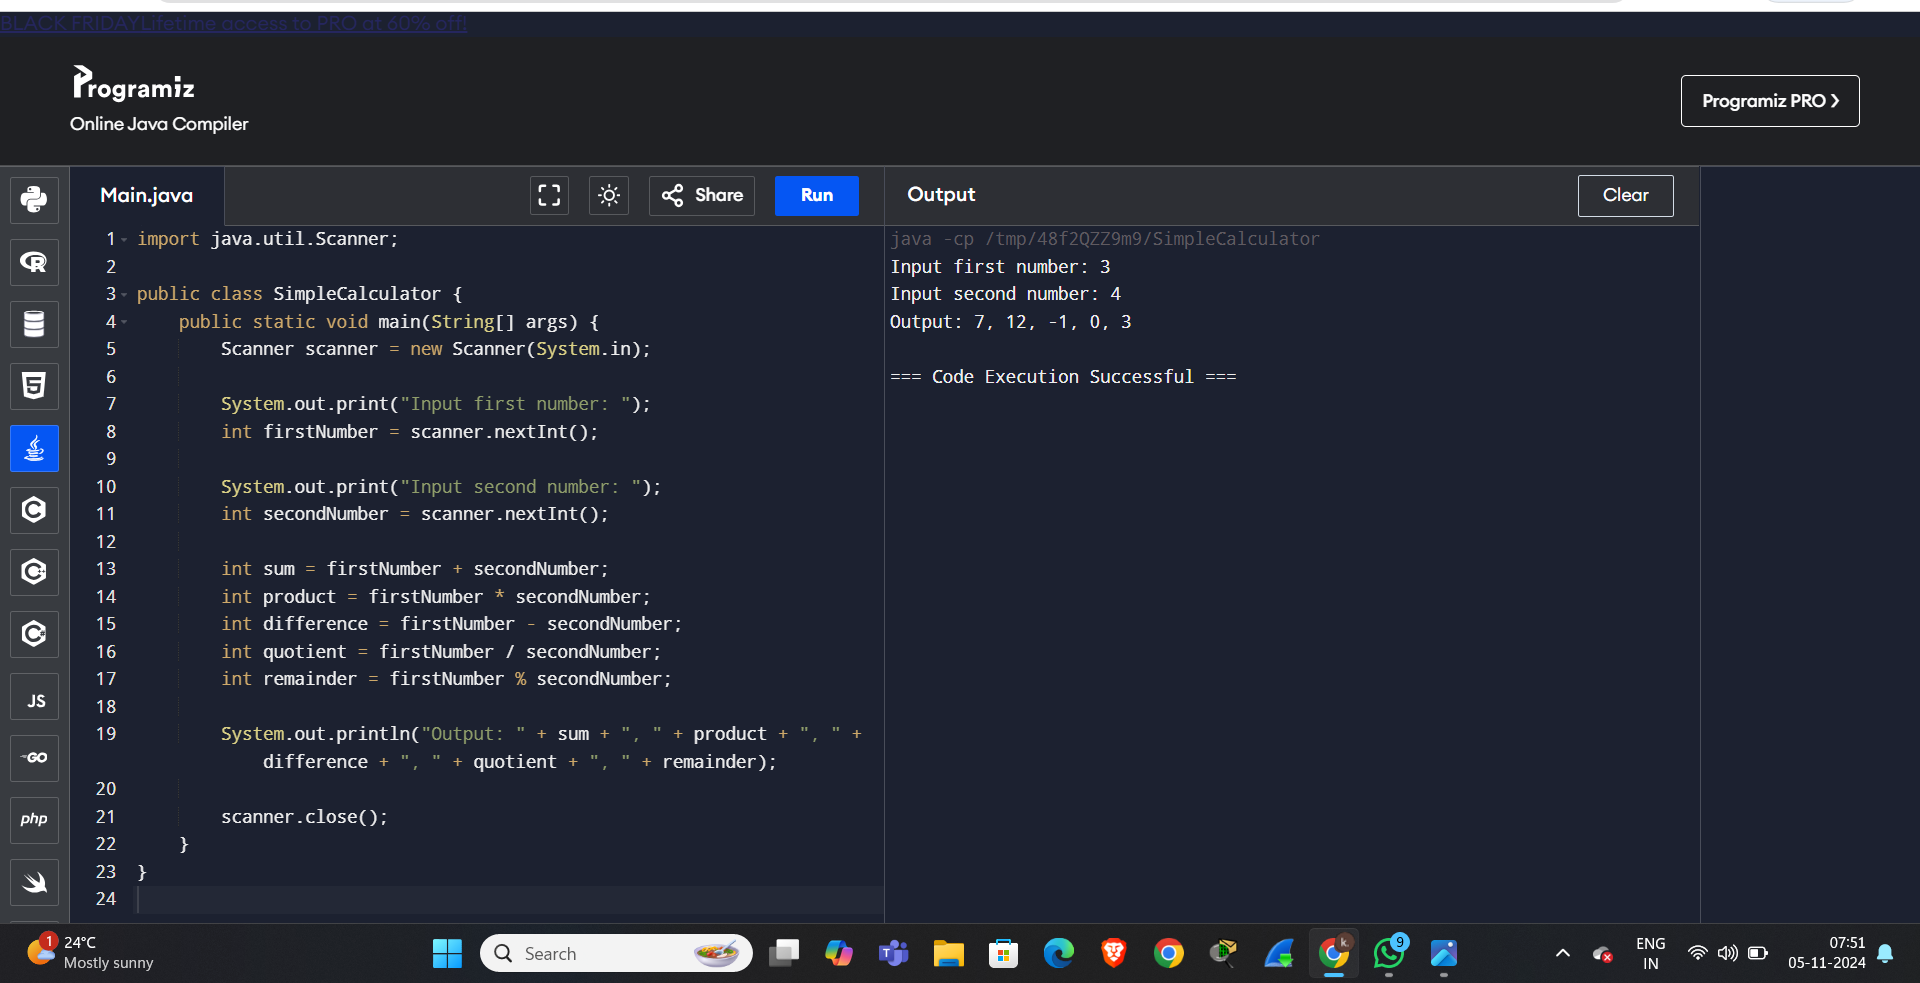 BLACK FRIDAYLifetime access to PRO at 60% off!
Programiz
Online Java Compiler
Programiz PRO ❯
Main.java
Share
Run
Output
Clear
1 import java.util.Scanner;
2
3 public class SimpleCalculator {
4 public static void main(String[] args) {
5 Scanner scanner = new Scanner(System.in);
6
7 System.out.print("Input first number: ");
8 int firstNumber = scanner.nextInt();
9
10 System.out.print("Input second number: ");
11 int secondNumber = scanner.nextInt();
12
13 int sum = firstNumber + secondNumber;
14 int product = firstNumber * secondNumber;
15 int difference = firstNumber - secondNumber;
16 int quotient = firstNumber / secondNumber;
17 int remainder = firstNumber % secondNumber;
18
19 System.out.println("Output: " + sum + ", " + product + ", " +
difference + ", " + quotient + ", " + remainder);
20
21 scanner.close();
22 }
23 }
24
java -cp /tmp/48f2QZZ9m9/SimpleCalculator
Input first number: 3
Input second number: 4
Output: 7, 12, -1, 0, 3
=== Code Execution Successful ===
R
5
C
C
C
JS
GO
php
1
24°C
Mostly sunny
Search
T
k
9
ENG
IN
07:51
05-11-2024